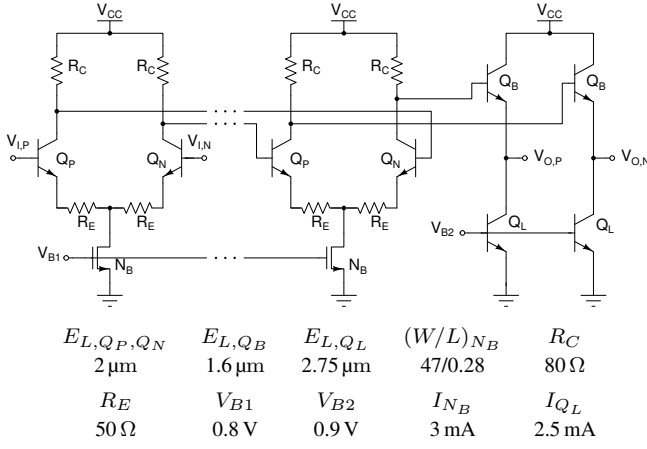 V_CC V_CC V_CC
R_C R_C R_C R_C
Q_B Q_B
V_I,P Q_P Q_N V_I,N Q_P Q_N V_O,P V_O,N
R_E R_E R_E R_E
V_B2 Q_L Q_L
V_B1 N_B N_B
E_L,Q_P,Q_N E_L,Q_B E_L,Q_L (W/L)_N_B R_C
2 µm 1.6 µm 2.75 µm 47/0.28 80 Ω
R_E V_B1 V_B2 I_N_B I_Q_L
50 Ω 0.8 V 0.9 V 3 mA 2.5 mA